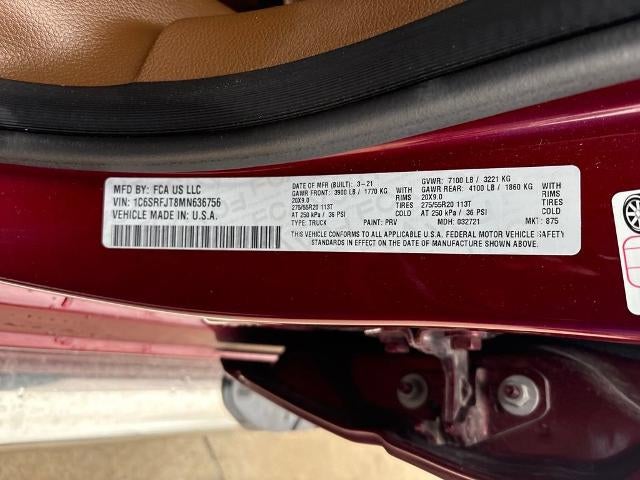 MFD BY: FCA US LLC
VIN: 1C6SRFJT8MN636756
VEHICLE MADE IN U.S.A.
DATE OF MFR (BUILT): 3-21
GVWR: 7100 LB / 3221 KG
GAWR FRONT: 3900 LB / 1770 KG WITH
GAWR REAR: 4100 LB / 1860 KG WITH
20X9.0 RIMS
20X9.0 RIMS
275/55R20 113T TIRES
275/55R20 113T TIRES
AT 250 kPa / 36 PSI
AT 250 kPa / 36 PSI
TYPE: TRUCK PAINT: PRV MDH: 032721 MKT: 875
THIS VEHICLE CONFORMS TO ALL APPLICABLE U.S.A. FEDERAL MOTOR VEHICLE SAFETY
STANDARDS IN EFFECT ON THE DATE OF MANUFACTURE SHOWN ABOVE.